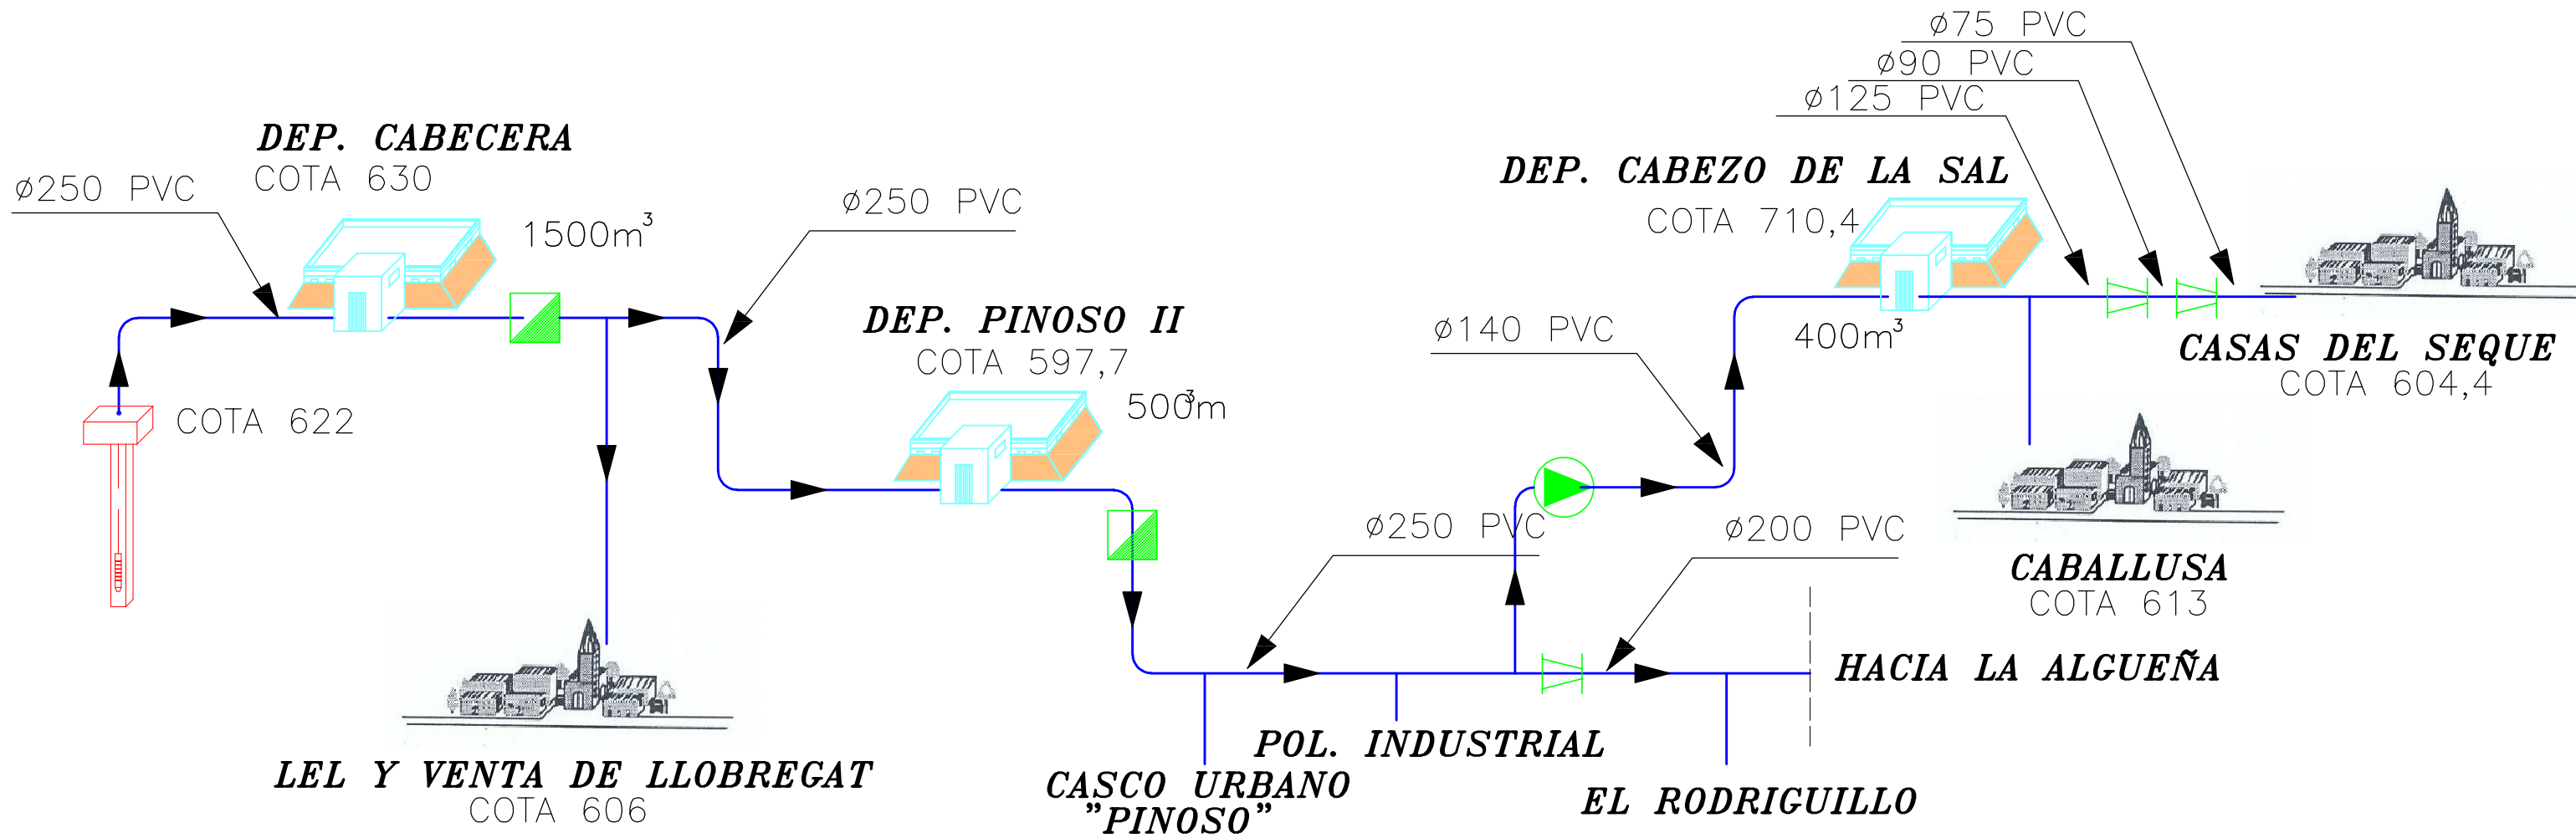 ø75 PVC
ø90 PVC
ø125 PVC
DEP. CABECERA
COTA 630
ø250 PVC
1500m³
ø250 PVC
DEP. CABEZO DE LA SAL
COTA 710,4
400m³
DEP. PINOSO II
COTA 597,7
500m³
ø140 PVC
CASAS DEL SEQUE
COTA 604,4
COTA 622
ø250 PVC
ø200 PVC
CABALLUSA
COTA 613
HACIA LA ALGUEÑA
LEL Y VENTA DE LLOBREGAT
COTA 606
POL. INDUSTRIAL
CASCO URBANO
"PINOSO"
EL RODRIGUILLO